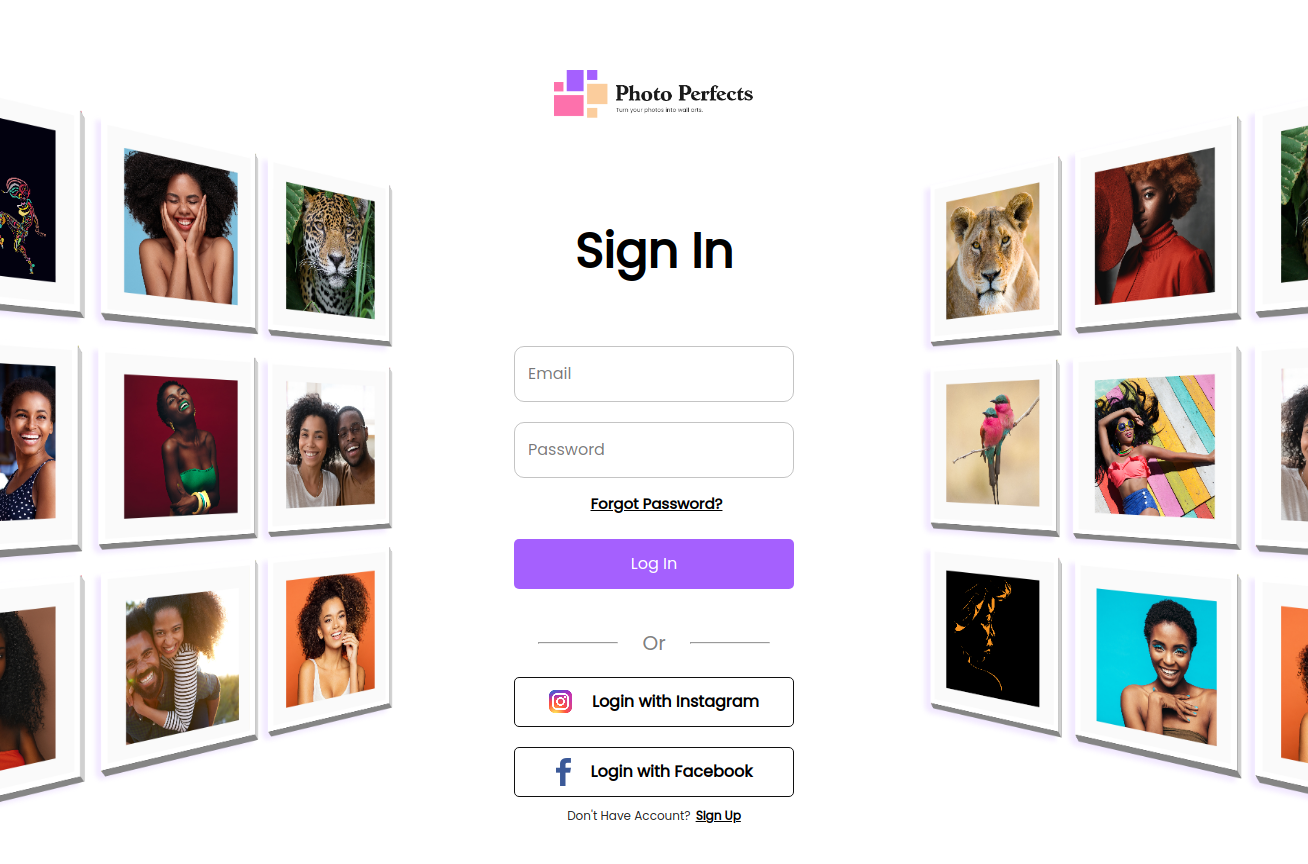 Photo Perfects
Turn your photos into wall arts.
Sign In
Email
Password
Forgot Password?
Log In
Or
Login with Instagram
Login with Facebook
Don't Have Account? Sign Up